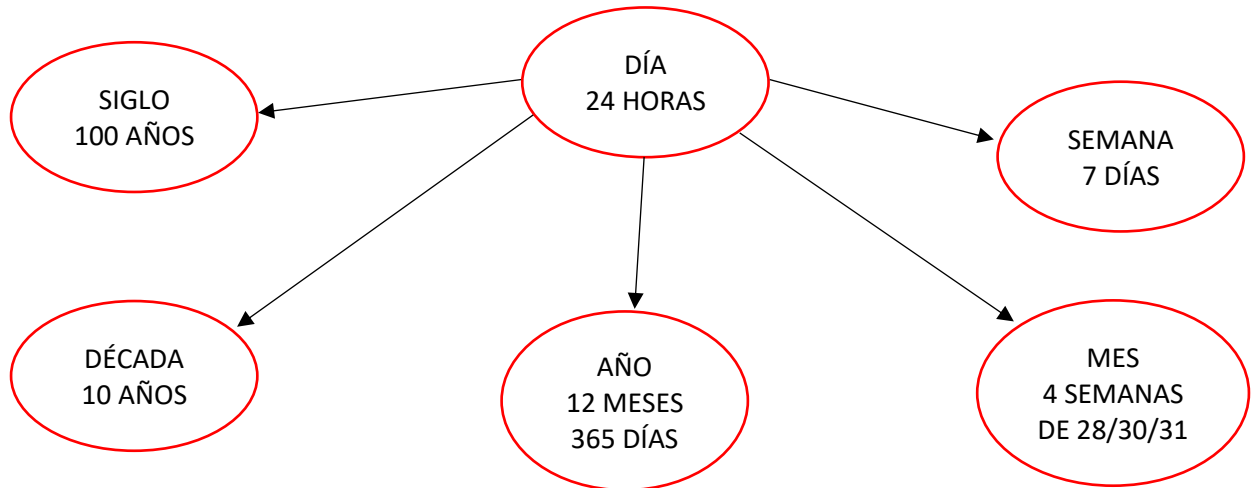 DÍA
24 HORAS
SIGLO
100 AÑOS
SEMANA
7 DÍAS
DÉCADA
10 AÑOS
AÑO
12 MESES
365 DÍAS
MES
4 SEMANAS
DE 28/30/31